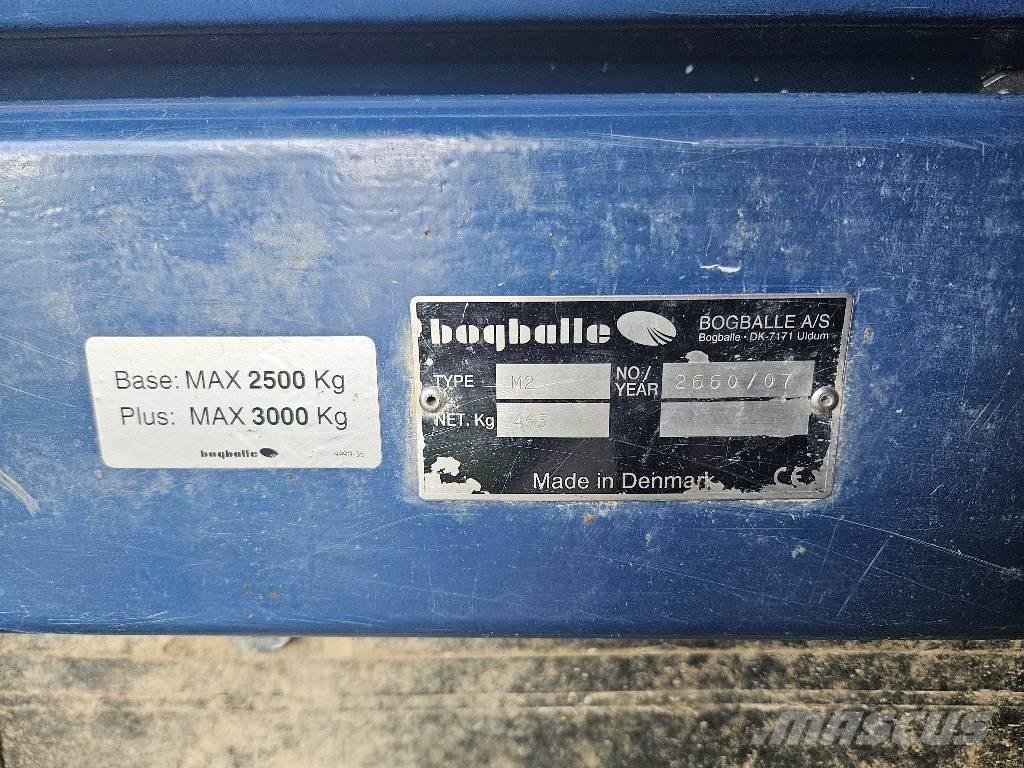 Base: MAX 2500 Kg
Plus: MAX 3000 Kg
bogballe
bogballe
BOGBALLE A/S
Bogballe • DK-7171 Uldum
TYPE M2
NO/YEAR 2660/07
NET. Kg 465
Made in Denmark
CE
MASCUS